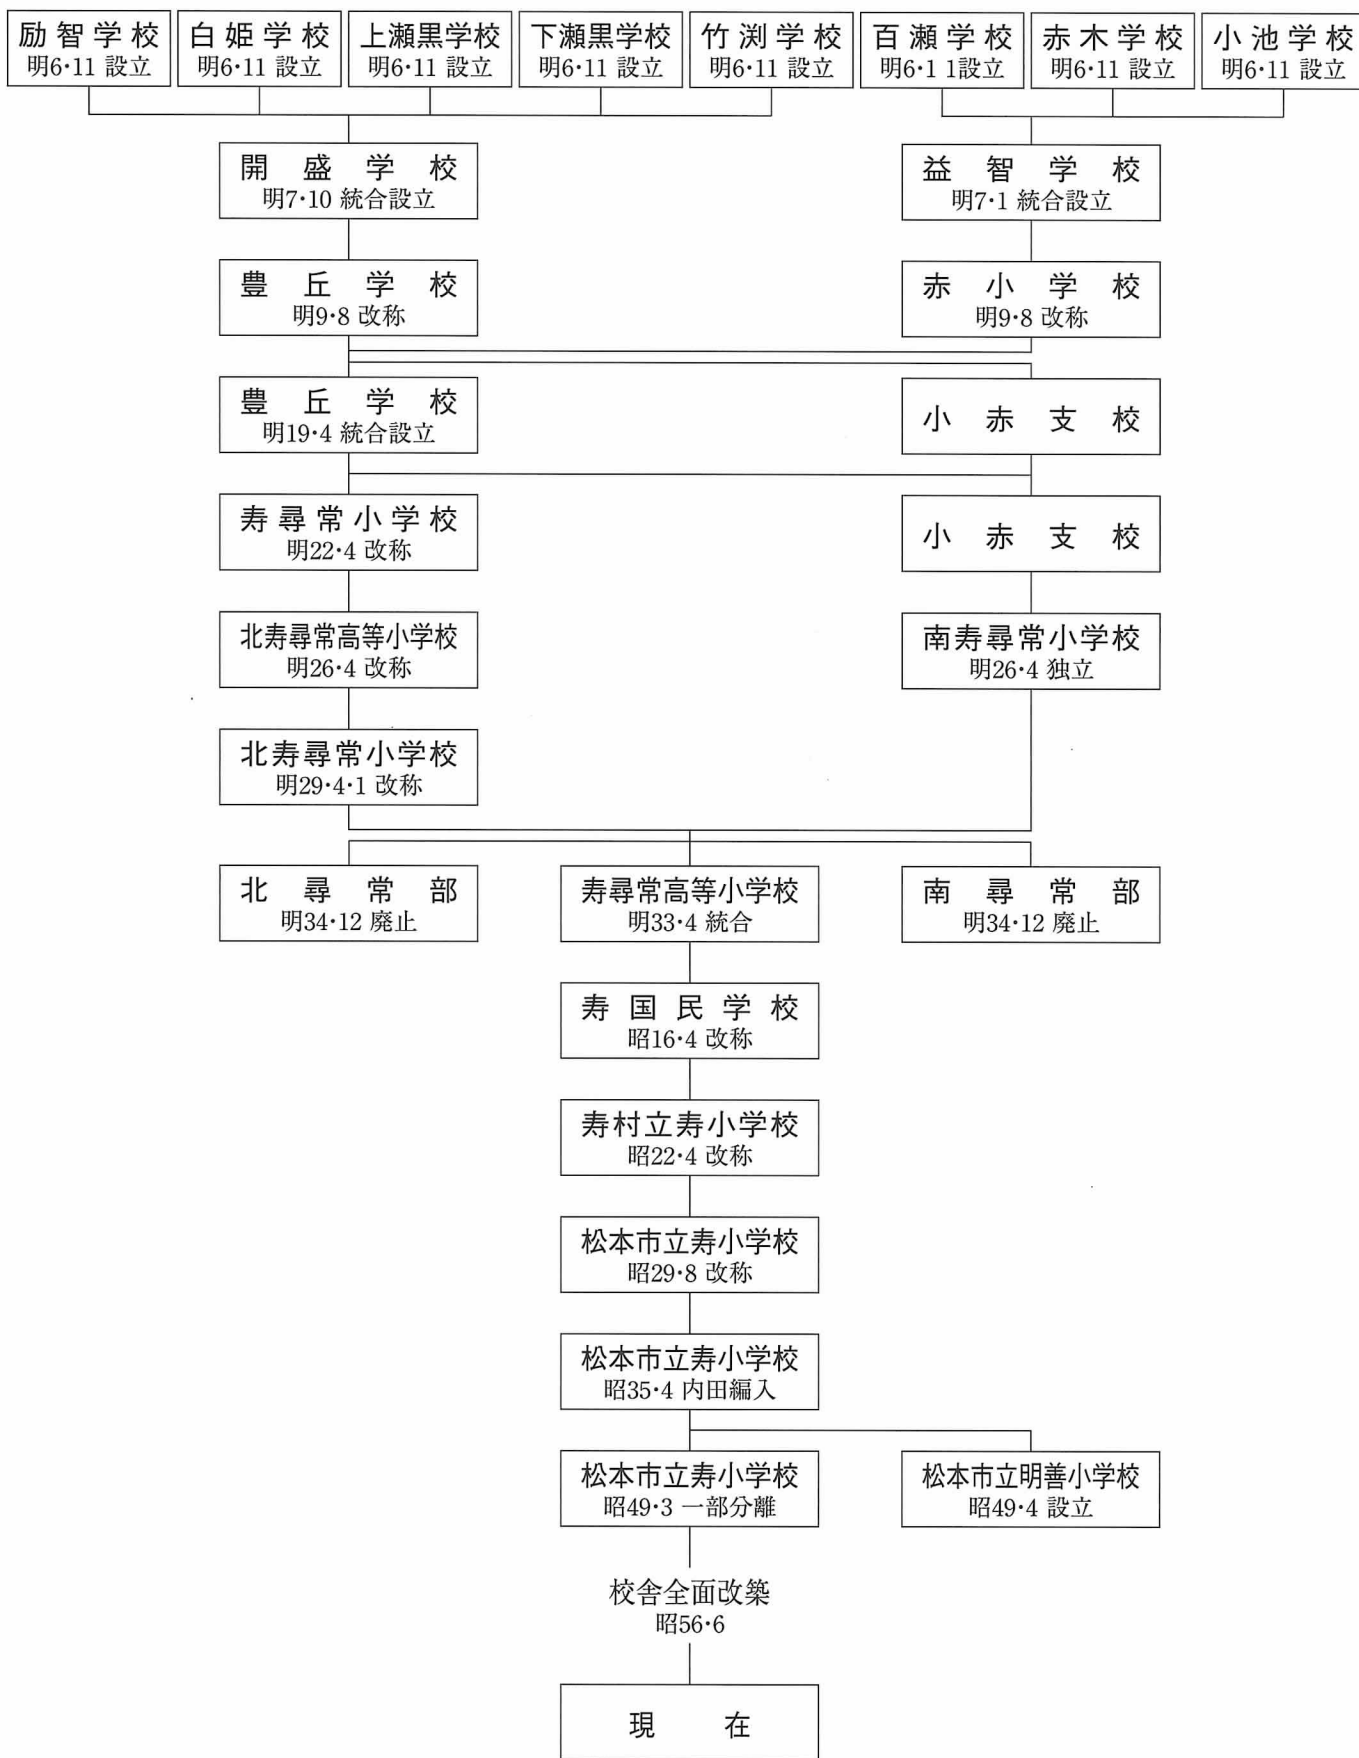 励智学校
明6·11 設立
白姫学校
明6·11 設立
上瀬黒学校
明6·11 設立
下瀬黒学校
明6·11 設立
竹渕学校
明6·11 設立
百瀬学校
明6·1 1設立
赤木学校
明6·11 設立
小池学校
明6·11 設立
開盛学校
明7·10 統合設立
益智学校
明7·1 統合設立
豊丘学校
明9·8 改称
赤小学校
明9·8 改称
豊丘学校
明19·4 統合設立
小赤支校
寿尋常小学校
明22·4 改称
小赤支校
北寿尋常高等小学校
明26·4 改称
南寿尋常小学校
明26·4 独立
北寿尋常小学校
明29·4·1 改称
北尋常部
明34·12 廃止
寿尋常高等小学校
明33·4 統合
南尋常部
明34·12 廃止
寿国民学校
昭16·4 改称
寿村立寿小学校
昭22·4 改称
松本市立寿小学校
昭29·8 改称
松本市立寿小学校
昭35·4 内田編入
松本市立寿小学校
昭49·3 一部分離
松本市立明善小学校
昭49·4 設立
校舎全面改築
昭56·6
現在